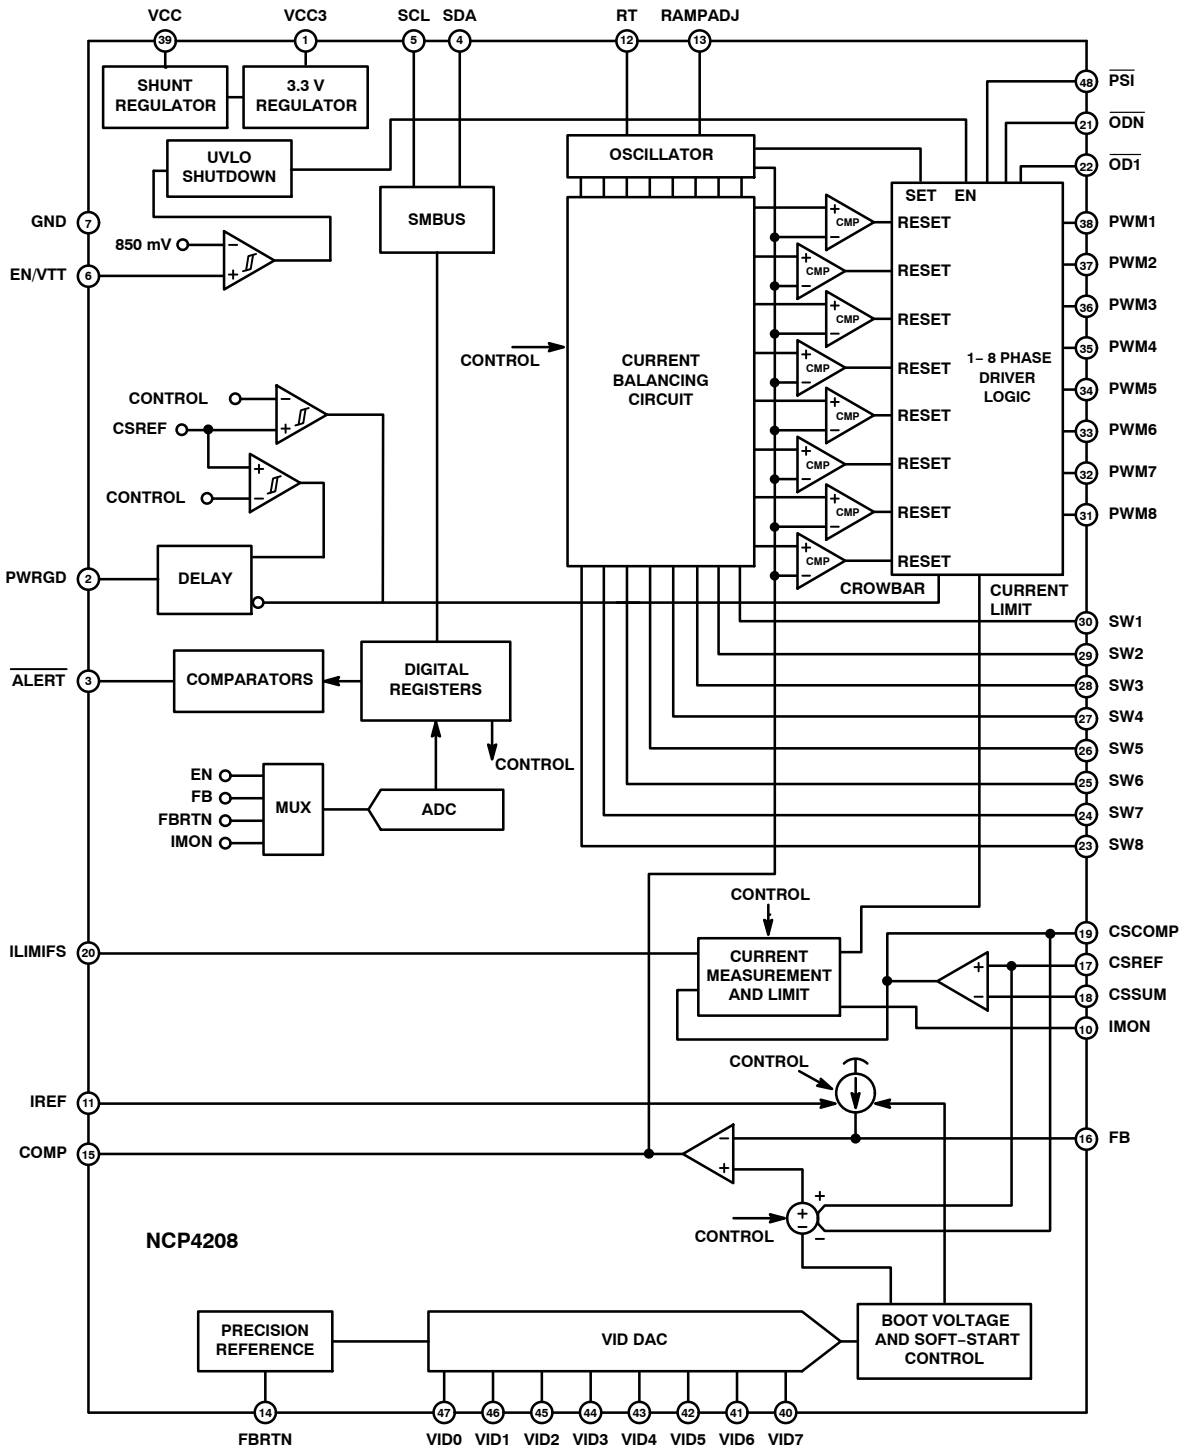 VCC
VCC3
SCL
SDA
RT
RAMPADJ
39
1
5
4
12
13
SHUNT
REGULATOR
3.3 V
REGULATOR
48
PSI
21
ODN
22
OD1
UVLO
SHUTDOWN
OSCILLATOR
SMBUS
SET
EN
GND
7
850 mV
−
+
EN/VTT
6
+
−
CMP
RESET
38
PWM1
+
−
CMP
RESET
37
PWM2
+
−
CMP
RESET
36
PWM3
+
−
CMP
RESET
35
PWM4
+
−
CMP
RESET
34
PWM5
+
−
CMP
RESET
33
PWM6
+
−
CMP
RESET
32
PWM7
+
−
CMP
RESET
31
PWM8
CONTROL
CURRENT
BALANCING
CIRCUIT
1− 8 PHASE
DRIVER
LOGIC
CONTROL
−
CSREF
+
+
CONTROL
−
PWRGD
2
DELAY
CROWBAR
CURRENT
LIMIT
30
SW1
29
SW2
28
SW3
27
SW4
26
SW5
25
SW6
24
SW7
23
SW8
ALERT
3
COMPARATORS
DIGITAL
REGISTERS
CONTROL
EN
FB
FBRTN
IMON
MUX
ADC
CONTROL
ILIMIFS
20
CURRENT
MEASUREMENT
AND LIMIT
+
−
19
CSCOMP
17
CSREF
18
CSSUM
10
IMON
CONTROL
IREF
11
COMP
15
−
+
16
FB
+
+
−
−
CONTROL
NCP4208
PRECISION
REFERENCE
VID DAC
BOOT VOLTAGE
AND SOFT−START
CONTROL
14
47
46
45
44
43
42
41
40
FBRTN
VID0
VID1
VID2
VID3
VID4
VID5
VID6
VID7